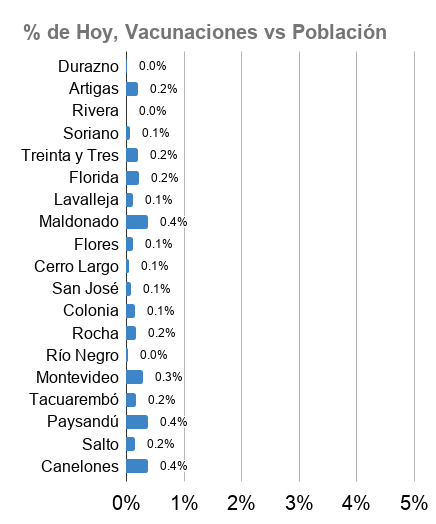 % de Hoy, Vacunaciones vs Población
Durazno 0.0%
Artigas 0.2%
Rivera 0.0%
Soriano 0.1%
Treinta y Tres 0.2%
Florida 0.2%
Lavalleja 0.1%
Maldonado 0.4%
Flores 0.1%
Cerro Largo 0.1%
San José 0.1%
Colonia 0.1%
Rocha 0.2%
Río Negro 0.0%
Montevideo 0.3%
Tacuarembó 0.2%
Paysandú 0.4%
Salto 0.2%
Canelones 0.4%
0% 1% 2% 3% 4% 5%